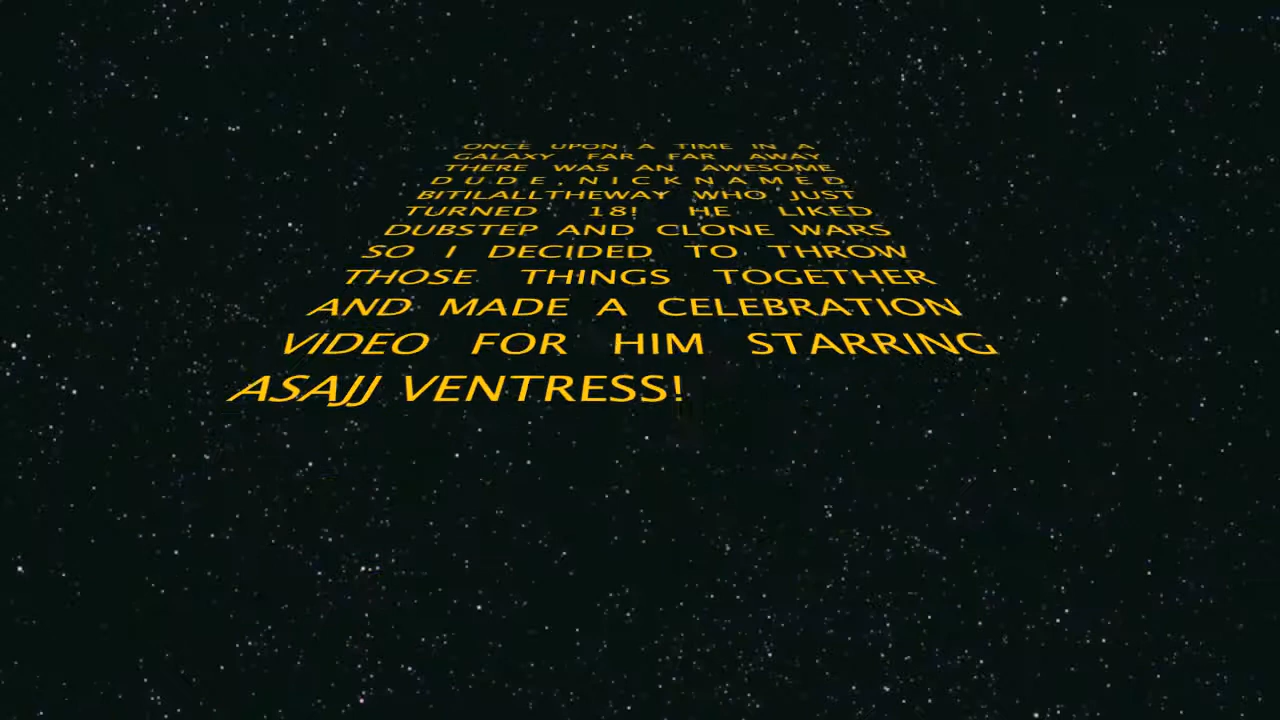 ONCE UPON A TIME IN A
GALAXY FAR FAR AWAY
THERE WAS AN AWESOME
DUDE,NICKNAMED
BITILALLTHEWAY WHO JUST
TURNED 18! HE LIKED
DUBSTEP AND CLONE WARS
SO I DECIDED TO THROW
THOSE THINGS TOGETHER
AND MADE A CELEBRATION
VIDEO FOR HIM STARRING
ASAJJ VENTRESS!